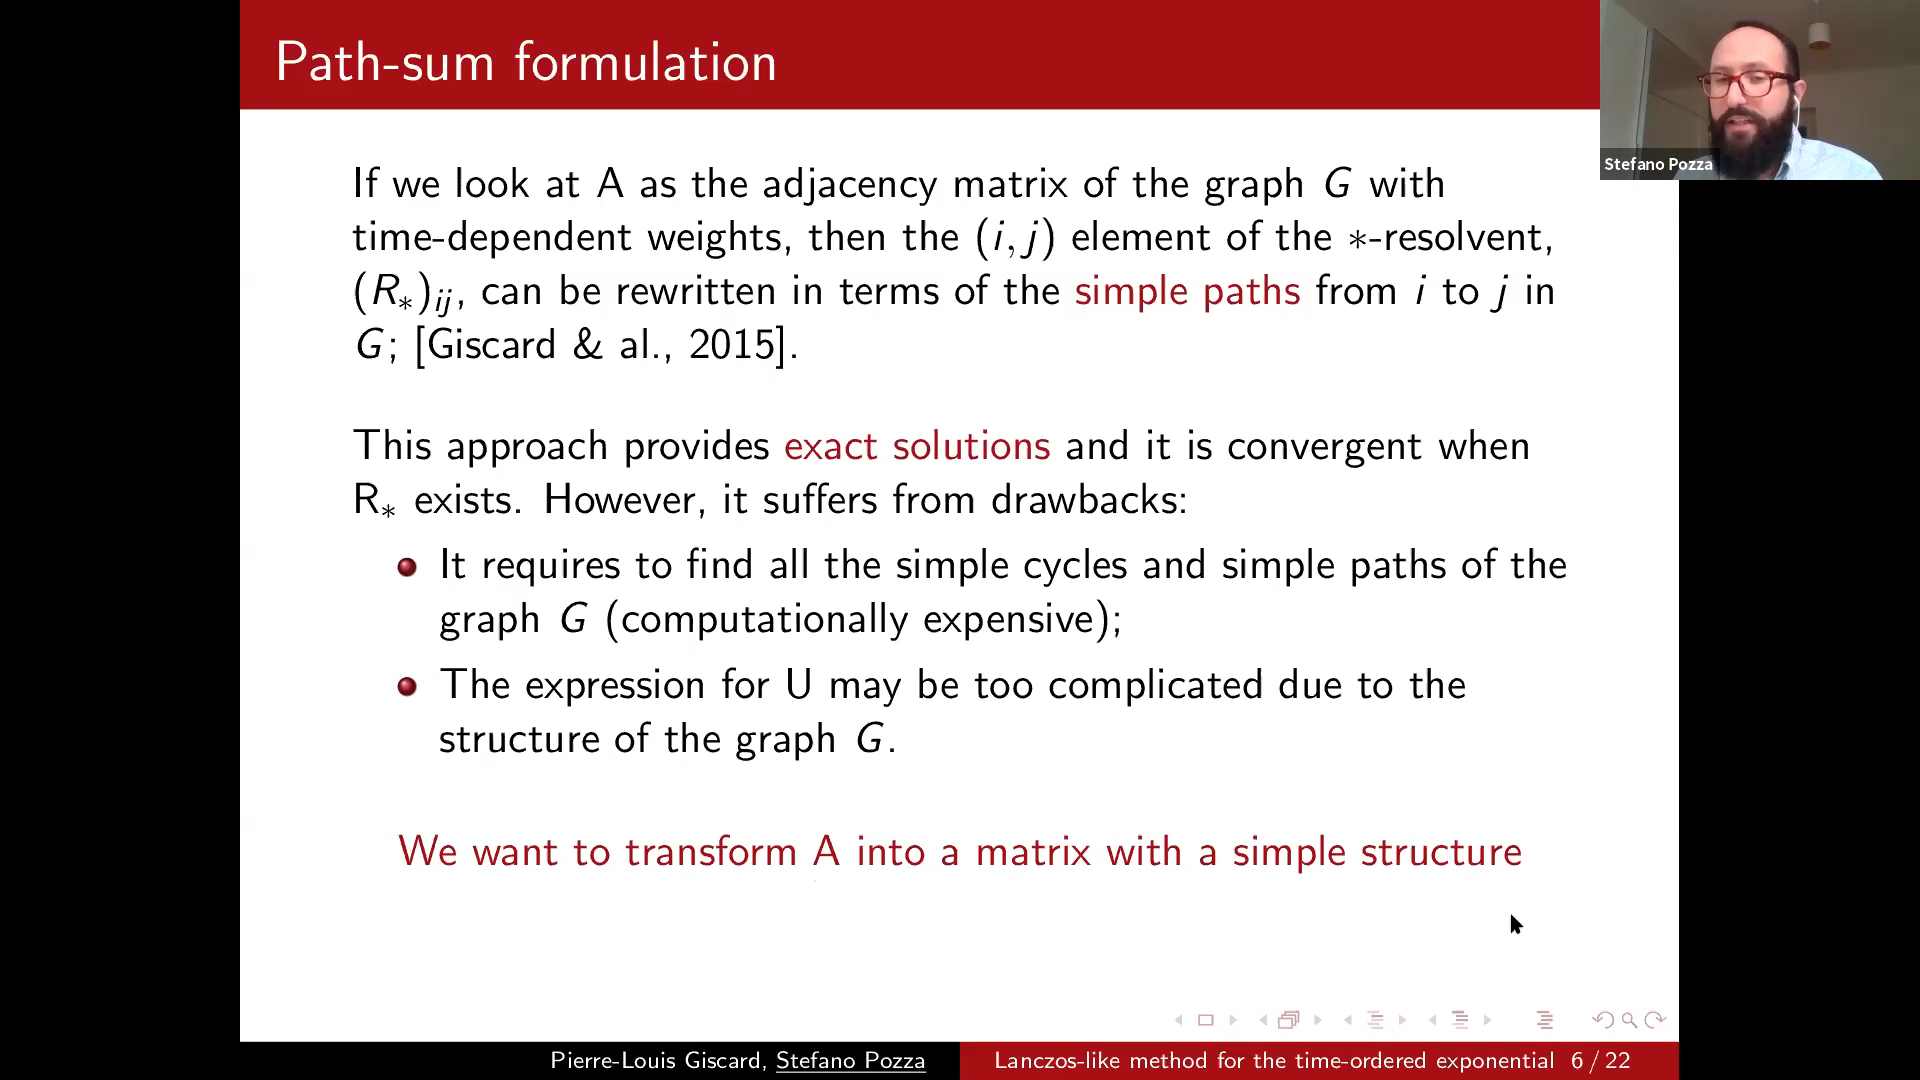 Path-sum formulation
Stefano Pozza
If we look at A as the adjacency matrix of the graph G with
time-dependent weights, then the (i, j) element of the ∗-resolvent,
(R∗)ij, can be rewritten in terms of the simple paths from i to j in
G; [Giscard & al., 2015].
This approach provides exact solutions and it is convergent when
R∗ exists. However, it suffers from drawbacks:
It requires to find all the simple cycles and simple paths of the
graph G (computationally expensive);
The expression for U may be too complicated due to the
structure of the graph G.
We want to transform A into a matrix with a simple structure
Pierre-Louis Giscard, Stefano Pozza
Lanczos-like method for the time-ordered exponential 6 / 22